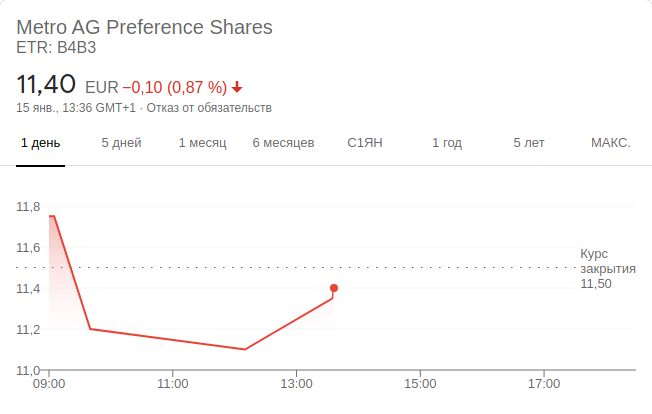 Metro AG Preference Shares
ETR: B4B3
11,40 EUR −0,10 (0,87 %)
15 янв., 13:36 GMT+1 · Отказ от обязательств
1 день 5 дней 1 месяц 6 месяцев С1ЯН 1 год 5 лет МАКС.
11,8
11,6
Курс
закрытия
11,50
11,4
11,2
11,0
09:00 11:00 13:00 15:00 17:00